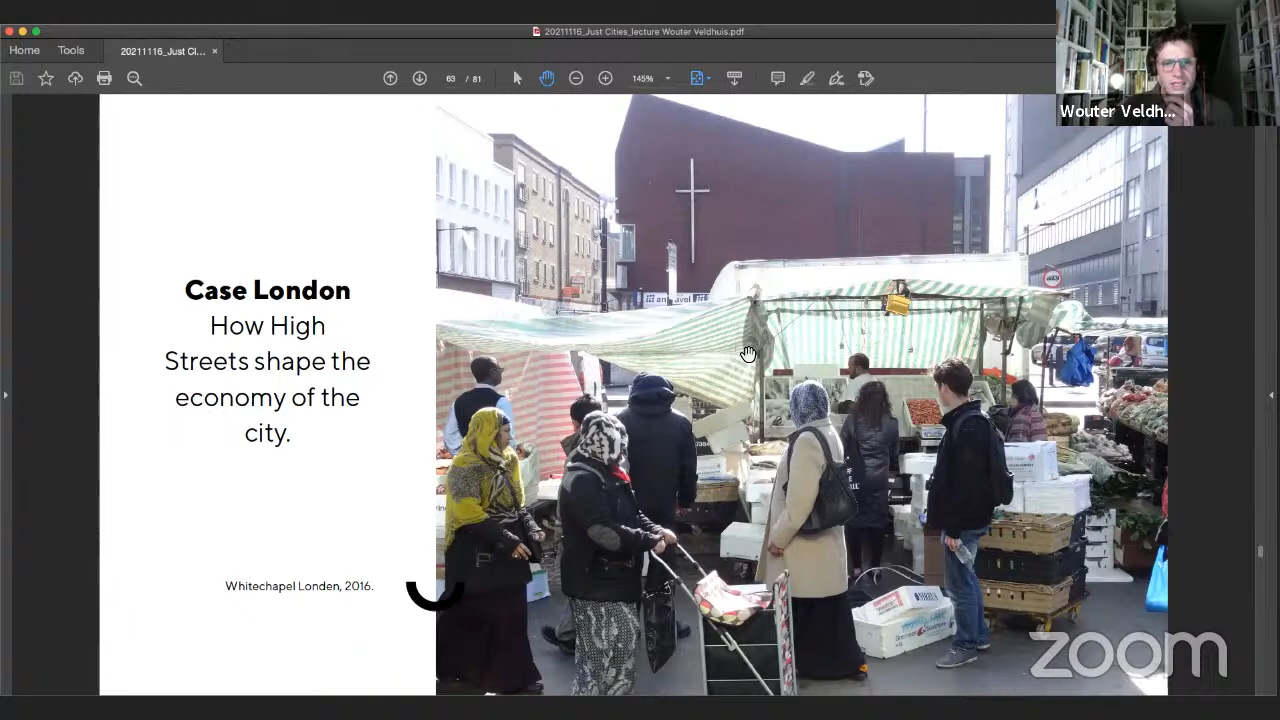 20211116_Just Cities_lecture Wouter Veldhuis.pdf
Home
Tools
20211116_Just Ci...
×
63 / 81
145%
Wouter Veldh...
Case London
How High
Streets shape the
economy of the
city.
Whitechapel Londen, 2016.
zoom